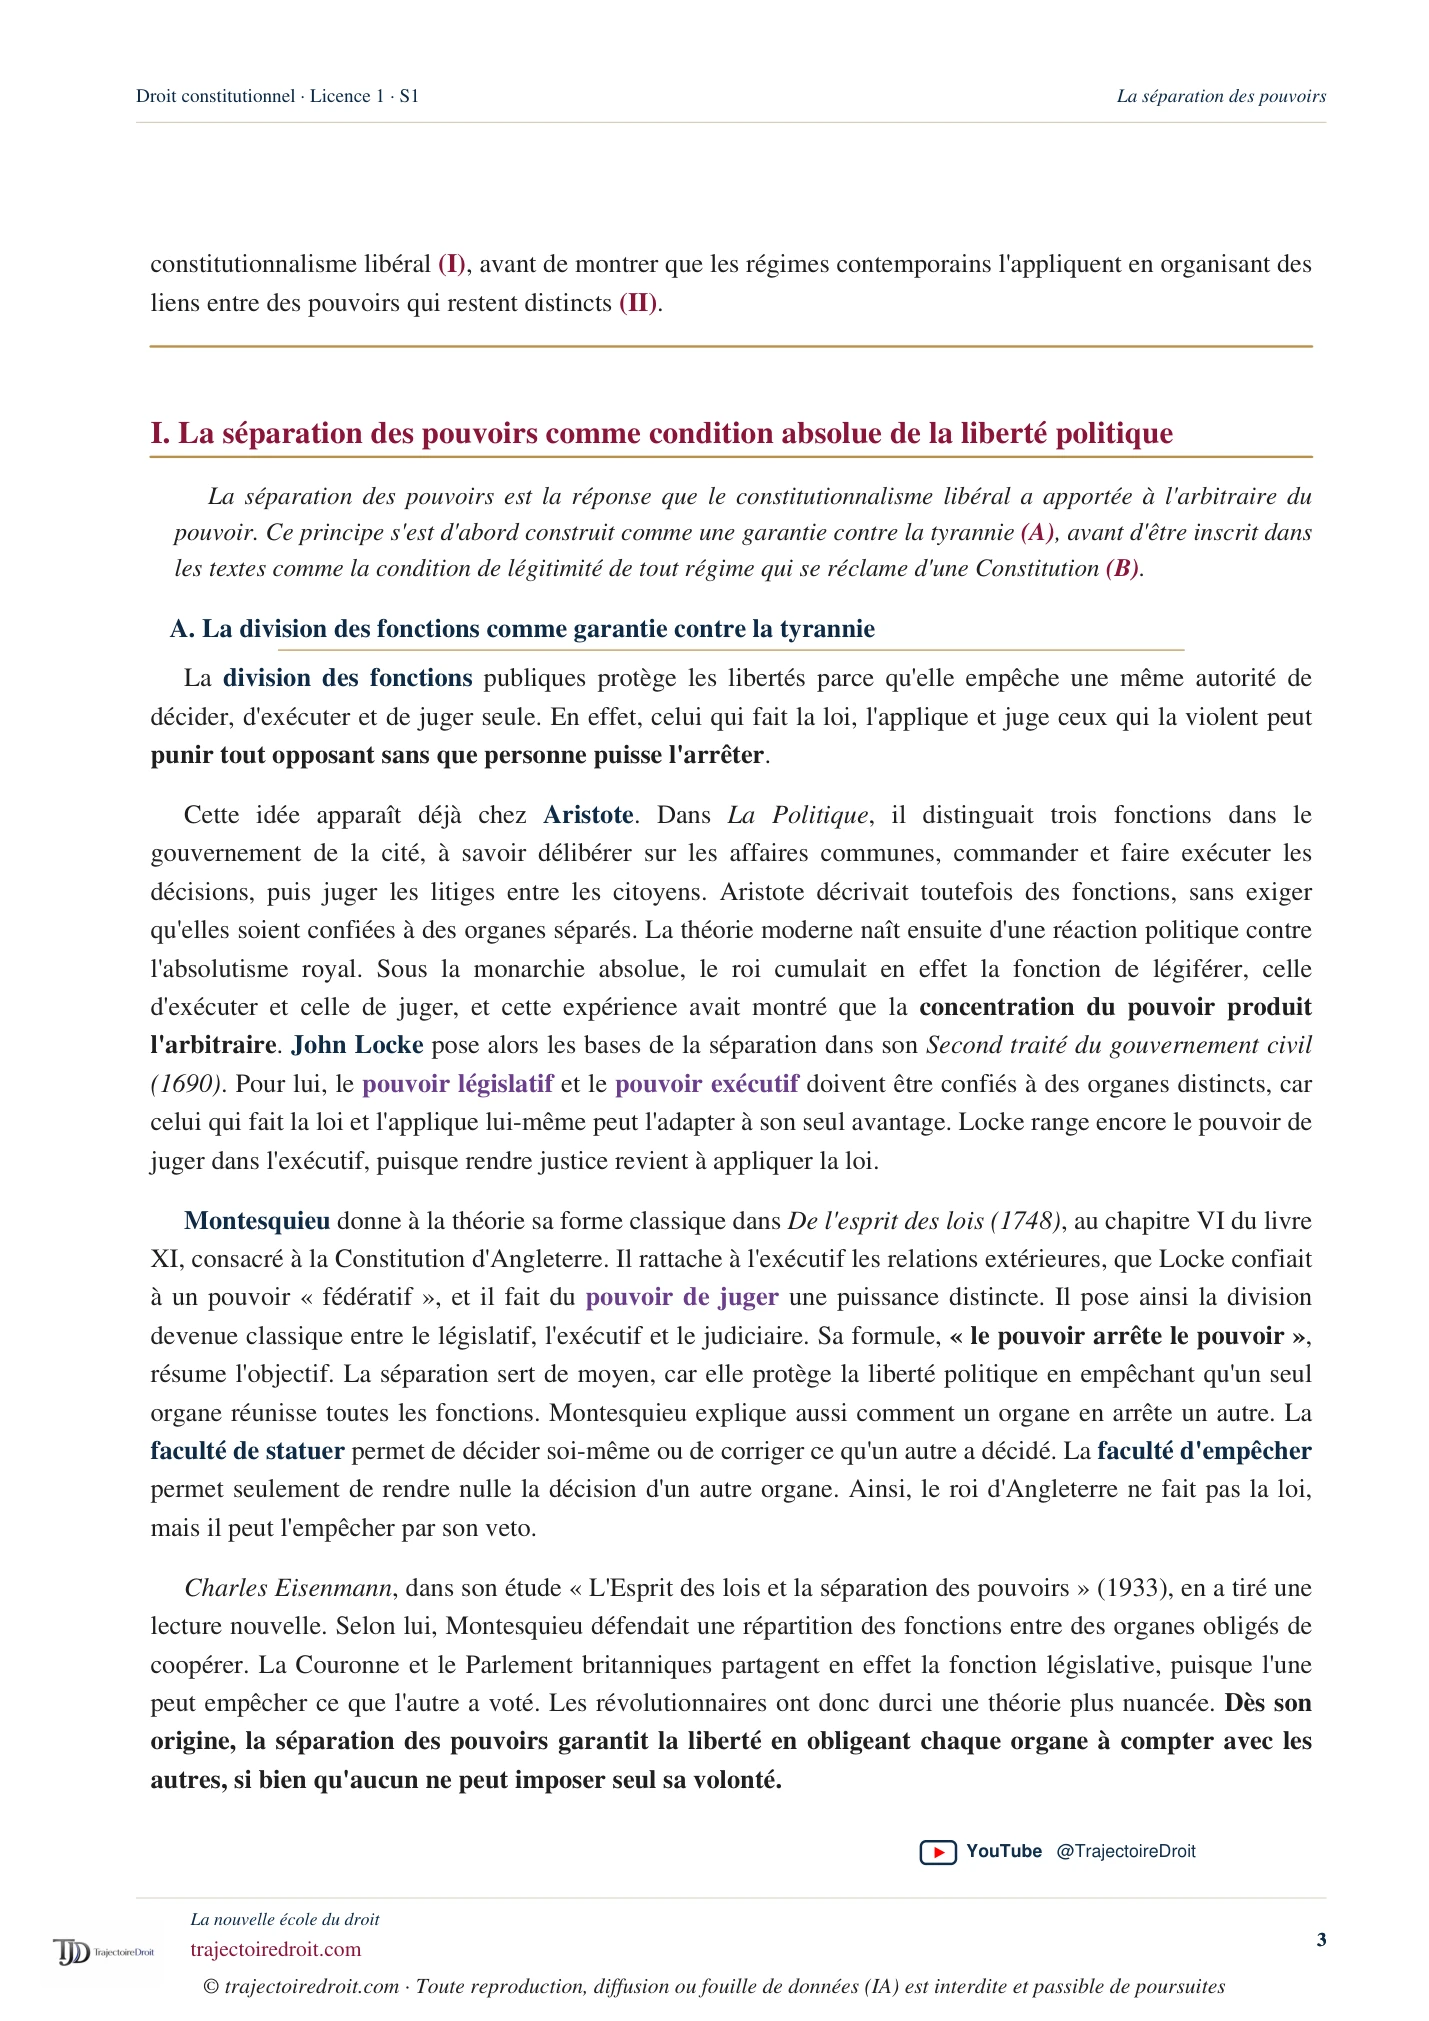 Droit constitutionnel · Licence 1 · S1
La séparation des pouvoirs
constitutionnalisme libéral (I), avant de montrer que les régimes contemporains l'appliquent en organisant des
liens entre des pouvoirs qui restent distincts (II).
I. La séparation des pouvoirs comme condition absolue de la liberté politique
La séparation des pouvoirs est la réponse que le constitutionnalisme libéral a apportée à l'arbitraire du
pouvoir. Ce principe s'est d'abord construit comme une garantie contre la tyrannie (A), avant d'être inscrit dans
les textes comme la condition de légitimité de tout régime qui se réclame d'une Constitution (B).
A. La division des fonctions comme garantie contre la tyrannie
La division des fonctions publiques protège les libertés parce qu'elle empêche une même autorité de
décider, d'exécuter et de juger seule. En effet, celui qui fait la loi, l'applique et juge ceux qui la violent peut
punir tout opposant sans que personne puisse l'arrêter.
Cette idée apparaît déjà chez Aristote. Dans La Politique, il distinguait trois fonctions dans le
gouvernement de la cité, à savoir délibérer sur les affaires communes, commander et faire exécuter les
décisions, puis juger les litiges entre les citoyens. Aristote décrivait toutefois des fonctions, sans exiger
qu'elles soient confiées à des organes séparés. La théorie moderne naît ensuite d'une réaction politique contre
l'absolutisme royal. Sous la monarchie absolue, le roi cumulait en effet la fonction de légiférer, celle
d'exécuter et celle de juger, et cette expérience avait montré que la concentration du pouvoir produit
l'arbitraire. John Locke pose alors les bases de la séparation dans son Second traité du gouvernement civil
(1690). Pour lui, le pouvoir législatif et le pouvoir exécutif doivent être confiés à des organes distincts, car
celui qui fait la loi et l'applique lui-même peut l'adapter à son seul avantage. Locke range encore le pouvoir de
juger dans l'exécutif, puisque rendre justice revient à appliquer la loi.
Montesquieu donne à la théorie sa forme classique dans De l'esprit des lois (1748), au chapitre VI du livre
XI, consacré à la Constitution d'Angleterre. Il rattache à l'exécutif les relations extérieures, que Locke confiait
à un pouvoir « fédératif », et il fait du pouvoir de juger une puissance distincte. Il pose ainsi la division
devenue classique entre le législatif, l'exécutif et le judiciaire. Sa formule, « le pouvoir arrête le pouvoir »,
résume l'objectif. La séparation sert de moyen, car elle protège la liberté politique en empêchant qu'un seul
organe réunisse toutes les fonctions. Montesquieu explique aussi comment un organe en arrête un autre. La
faculté de statuer permet de décider soi-même ou de corriger ce qu'un autre a décidé. La faculté d'empêcher
permet seulement de rendre nulle la décision d'un autre organe. Ainsi, le roi d'Angleterre ne fait pas la loi,
mais il peut l'empêcher par son veto.
Charles Eisenmann, dans son étude « L'Esprit des lois et la séparation des pouvoirs » (1933), en a tiré une
lecture nouvelle. Selon lui, Montesquieu défendait une répartition des fonctions entre des organes obligés de
coopérer. La Couronne et le Parlement britanniques partagent en effet la fonction législative, puisque l'une
peut empêcher ce que l'autre a voté. Les révolutionnaires ont donc durci une théorie plus nuancée. Dès son
origine, la séparation des pouvoirs garantit la liberté en obligeant chaque organe à compter avec les
autres, si bien qu'aucun ne peut imposer seul sa volonté.
YouTube @TrajectoireDroit
La nouvelle école du droit
TJD TrajectoireDroit
trajectoiredroit.com
3
© trajectoiredroit.com · Toute reproduction, diffusion ou fouille de données (IA) est interdite et passible de poursuites